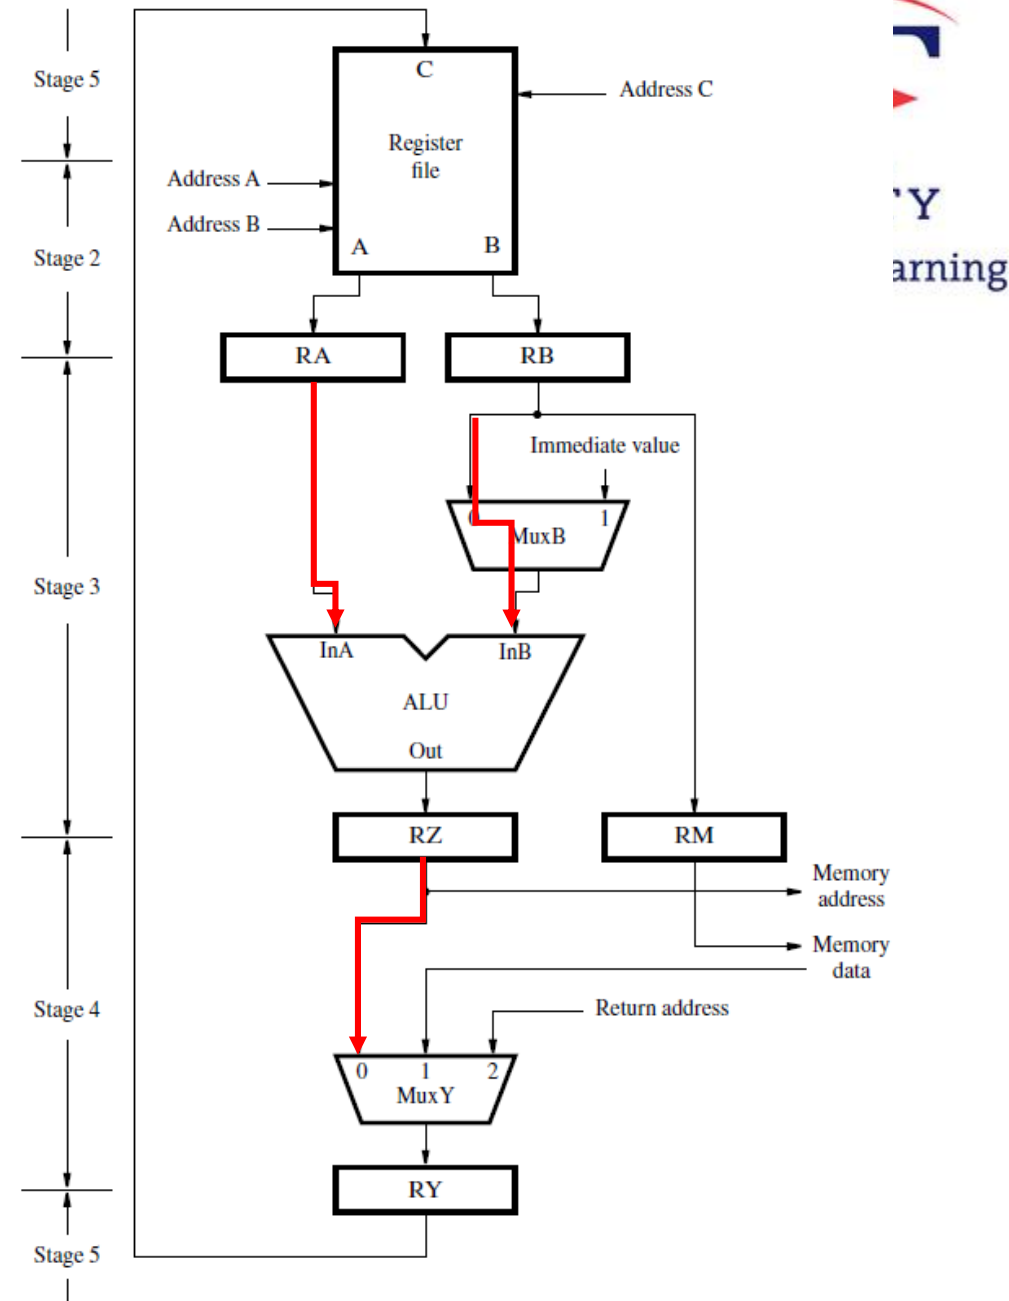 Stage 5
C
Address C
Register
file
Address A
Address B
A
B
Stage 2
RA
RB
Immediate value
0
1
MuxB
Stage 3
InA
InB
ALU
Out
RZ
RM
Memory
address
Memory
data
Stage 4
Return address
0
1
2
MuxY
RY
Stage 5
Y
arning